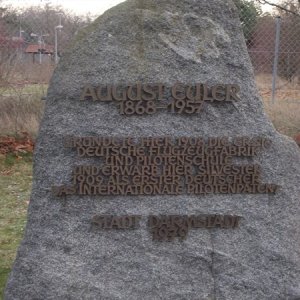 AUGUST EULER
1868-1957
GRÜNDETE HIER 1908 DIE ERSTE
DEUTSCHE FLUGZEUGFABRIK
UND PILOTENSCHULE
UND ERWARB HIER SILVESTER
1909 ALS ERSTER DEUTSCHER
DAS INTERNATIONALE PILOTENPATENT
STADT DARMSTADT